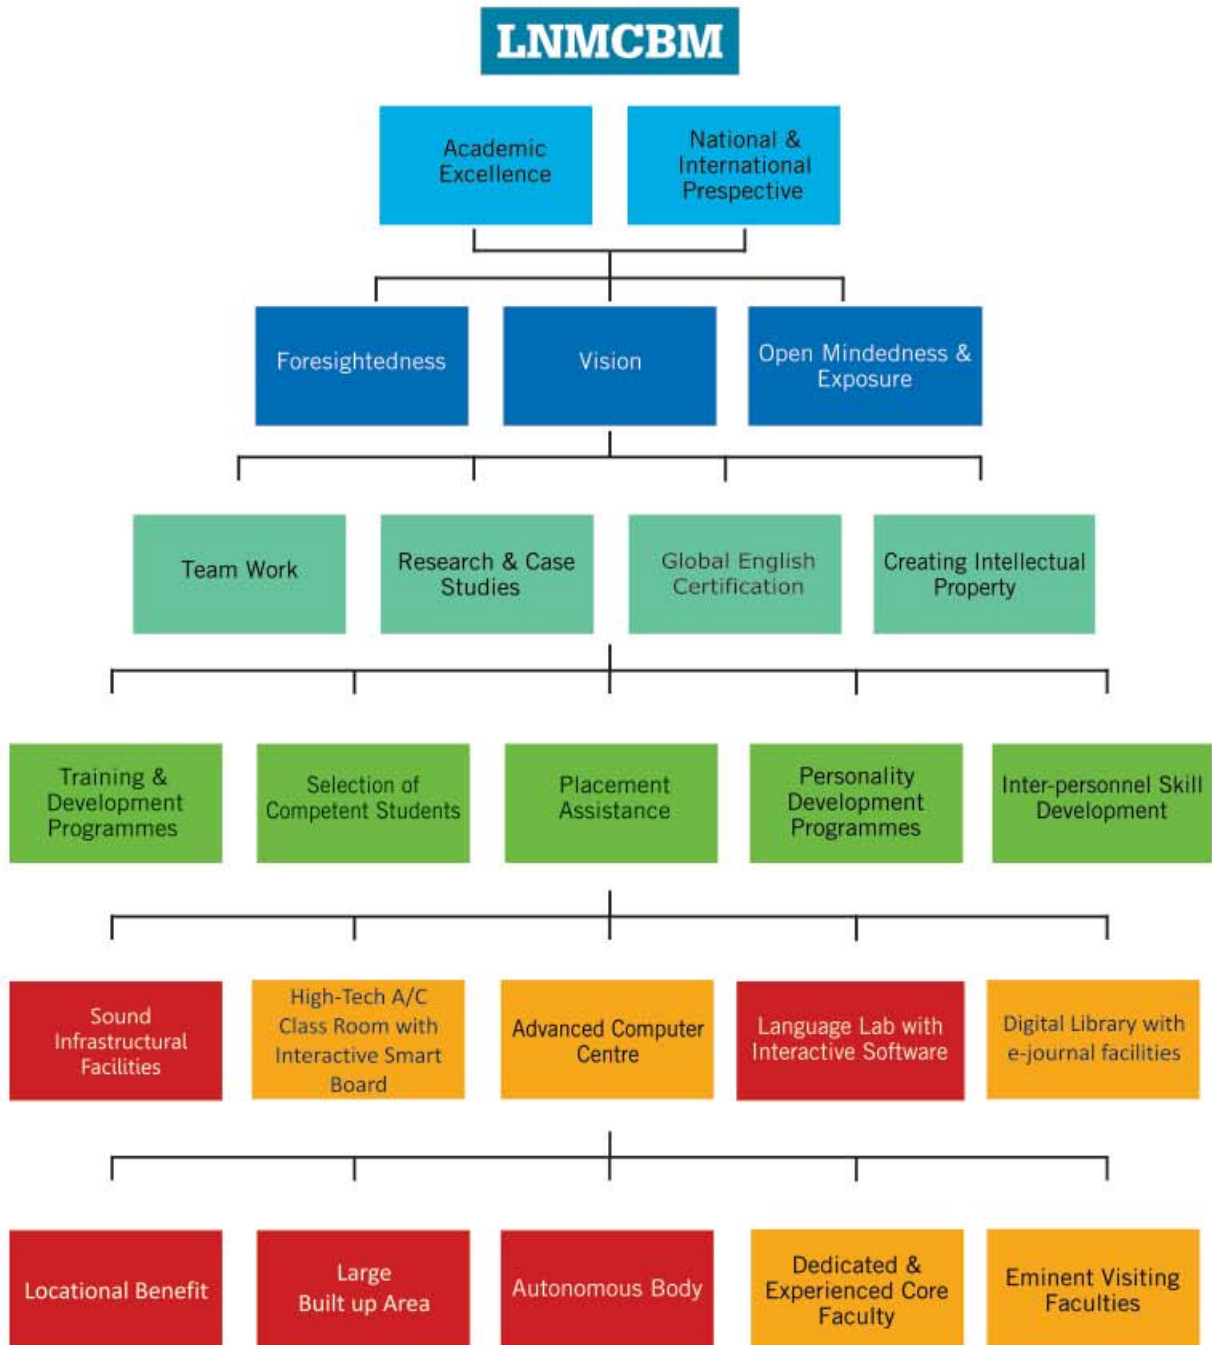 LNMCBM
Academic
Excellence
National &
International
Prespective
Foresightedness
Vision
Open Mindedness &
Exposure
Team Work
Research & Case
Studies
Global English
Certification
Creating Intellectual
Property
Training &
Development
Programmes
Selection of
Competent Students
Placement
Assistance
Personality
Development
Programmes
Inter-personnel Skill
Development
Sound
Infrastructural
Facilities
High-Tech A/C
Class Room with
Interactive Smart
Board
Advanced Computer
Centre
Language Lab with
Interactive Software
Digital Library with
e-journal facilities
Locational Benefit
Large
Built up Area
Autonomous Body
Dedicated &
Experienced Core
Faculty
Eminent Visiting
Faculties